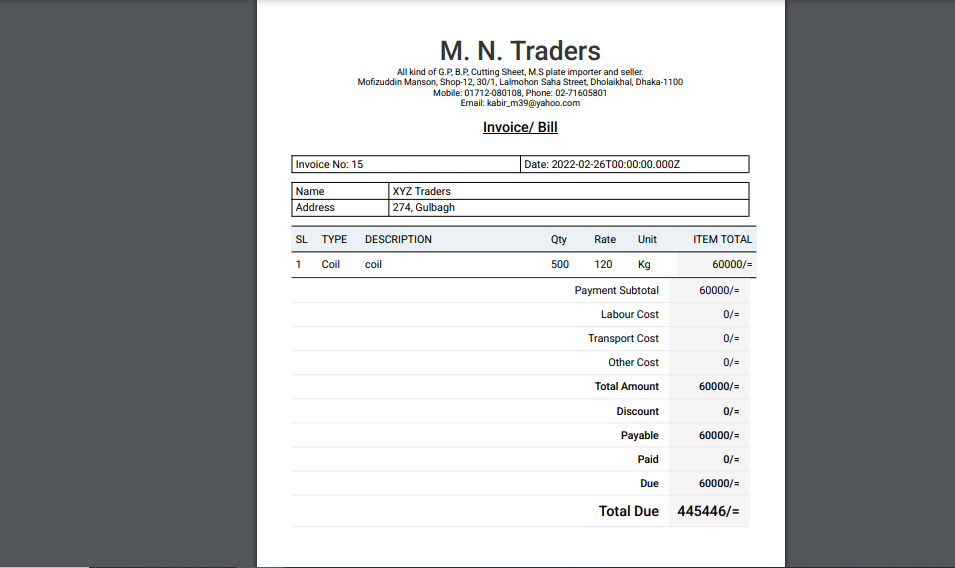 M. N. Traders
All kind of G.P, B.P, Cutting Sheet, M.S plate importer and seller.
Mofizuddin Manson, Shop-12, 30/1, Lalmohon Saha Street, Dholaikhal, Dhaka-1100
Mobile: 01712-080108, Phone: 02-71605801
Email: kabir_m39@yahoo.com
Invoice/ Bill
Invoice No: 15 Date: 2022-02-26T00:00:00.000Z
Name XYZ Traders
Address 274, Gulbagh
SL TYPE DESCRIPTION Qty Rate Unit ITEM TOTAL
1 Coil coil 500 120 Kg 60000/=
Payment Subtotal 60000/=
Labour Cost 0/=
Transport Cost 0/=
Other Cost 0/=
Total Amount 60000/=
Discount 0/=
Payable 60000/=
Paid 0/=
Due 60000/=
Total Due 445446/=